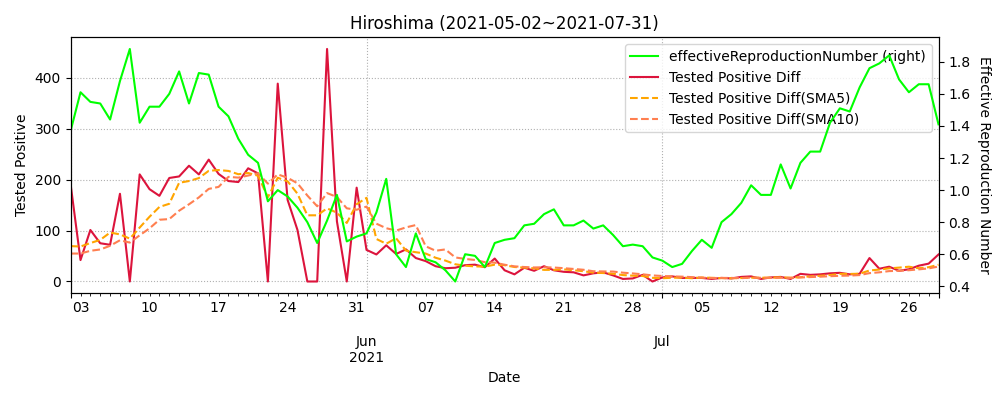 Hiroshima (2021-05-02~2021-07-31)
effectiveReproductionNumber (right)
Tested Positive Diff
Tested Positive Diff(SMA5)
Tested Positive Diff(SMA10)
Tested Positive
400
300
200
100
0
1.8
1.6
1.4
1.2
1.0
0.8
0.6
0.4
Effective Reproduction Number
03 10 17 24 31 07 14 21 28 05 12 19 26
Jun Jul
2021
Date